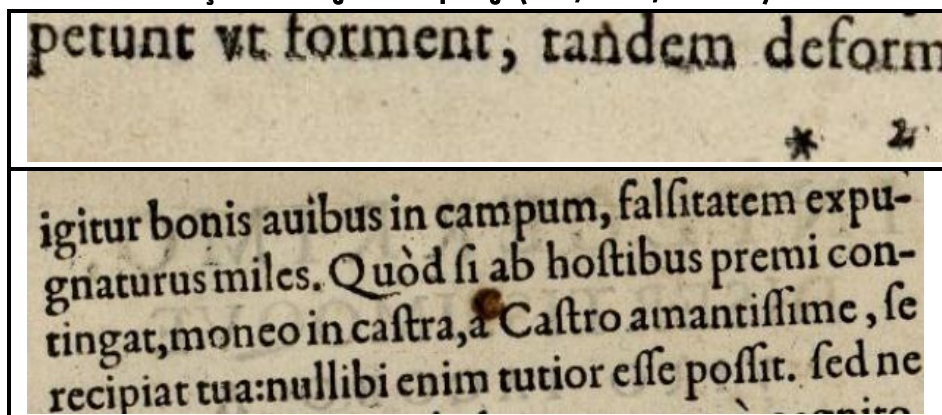 petunt vt forment, tandem deform
* 2
igitur bonis auibus in campum, falſitatem expu-
gnaturus miles. Quòd ſi ab hoſtibus premi con-
tingat,moneo in caſtra,à Caſtro amantiſſime, ſe
recipiat tua:nullibi enim tutior eſſe poſſit. ſed ne